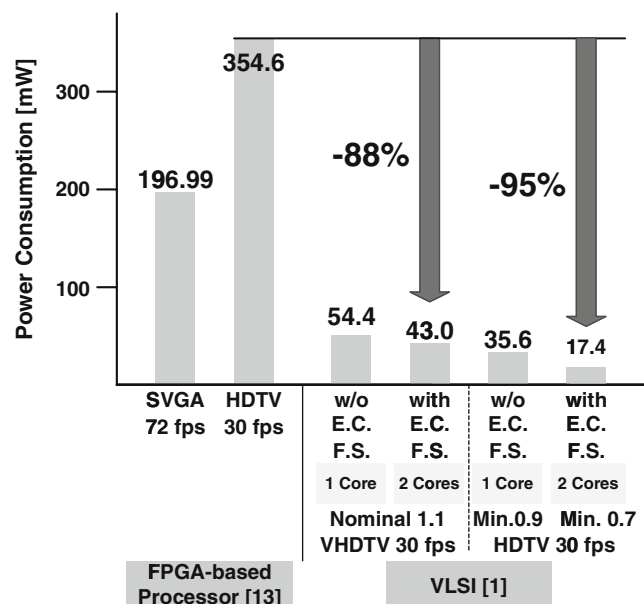 Power Consumption [mW]
300
200
100
354.6
196.99
-88%
-95%
54.4
43.0
35.6
17.4
SVGA
72 fps
HDTV
30 fps
w/o
E.C.
F.S.
with
E.C.
F.S.
w/o
E.C.
F.S.
with
E.C.
F.S.
1 Core
2 Cores
1 Core
2 Cores
Nominal 1.1
VHDTV 30 fps
Min.0.9 Min. 0.7
HDTV 30 fps
FPGA-based
Processor [13]
VLSI [1]